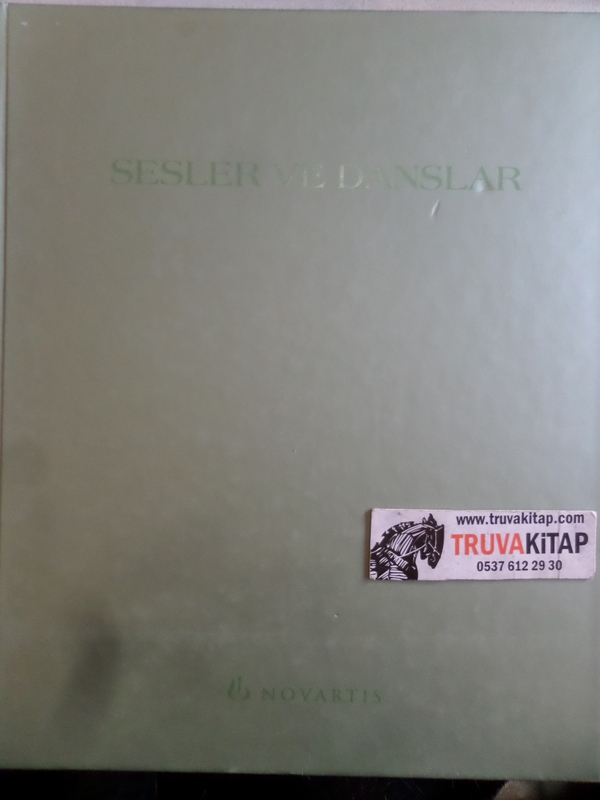 SESLER VE DANSLAR
www.truvakitap.com
TRUVAKiTAP
0537 612 29 30
NOVARTIS